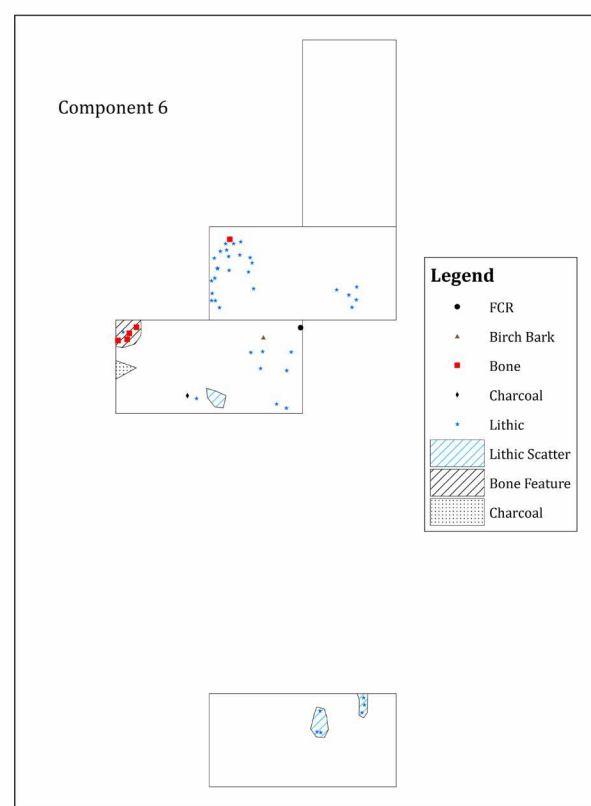 Component 6
Legend
FCR
Birch Bark
Bone
Charcoal
Lithic
Lithic Scatter
Bone Feature
Charcoal